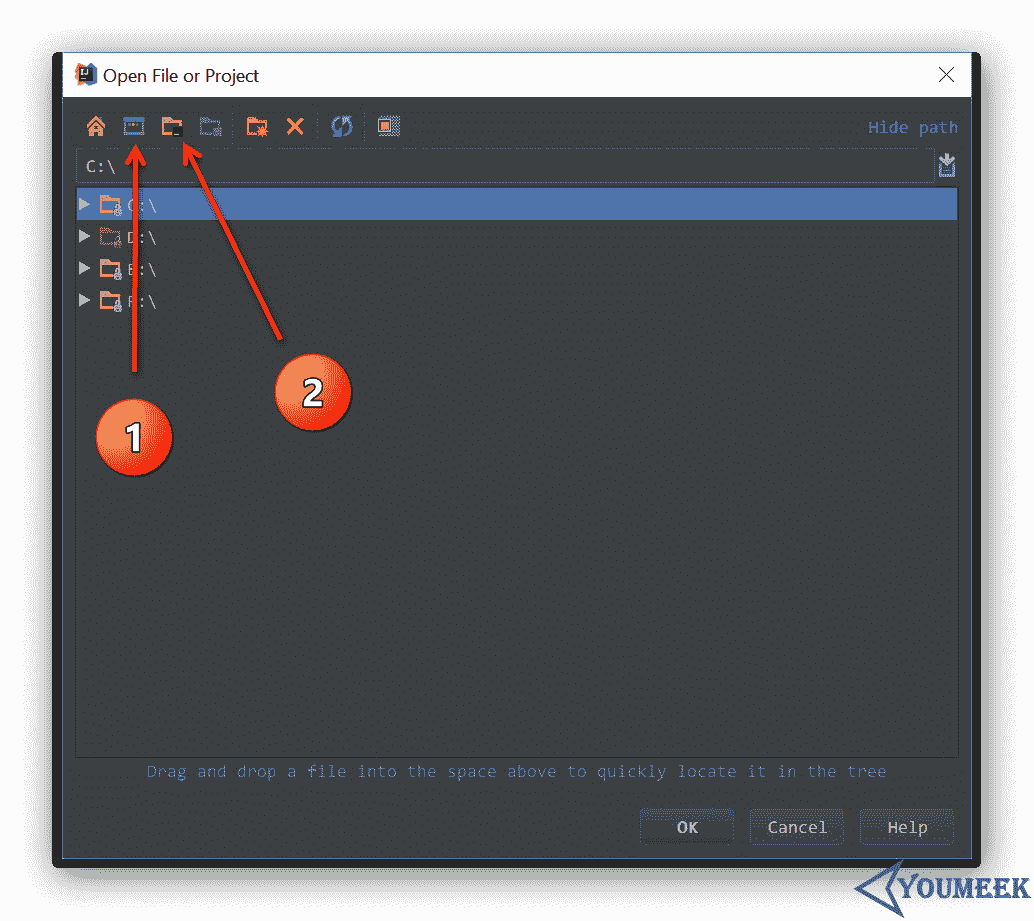 Open File or Project
Hide path
C:\
C:\
D:\
E:\
F:\
1
2
Drag and drop a file into the space above to quickly locate it in the tree
OK
Cancel
Help
YOUMEEK